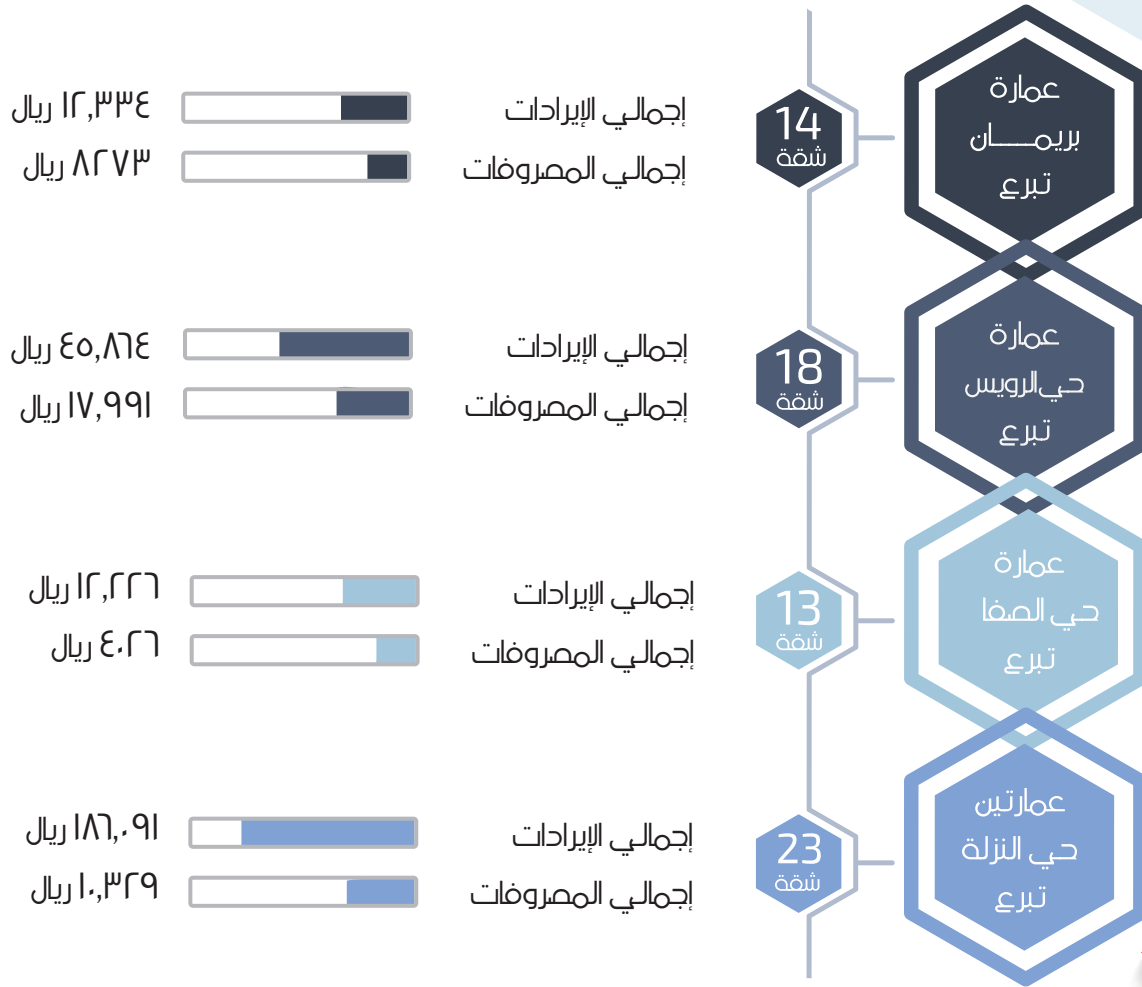 عمارة
بريمـــــان
تبرع
14
شقة
إجمالي الإيرادات
١٢,٣٣٤ ريال
إجمالي المصروفات
٨٢٧٣ ريال
عمارة
حي الرويس
تبرع
18
شقة
إجمالي الإيرادات
٤٥,٨٦٤ ريال
إجمالي المصروفات
١٧,٩٩١ ريال
عمارة
حي الصفا
تبرع
13
شقة
إجمالي الإيرادات
١٢,٢٢٦ ريال
إجمالي المصروفات
٤٠٢٦ ريال
عمارتين
حي النزلة
تبرع
23
شقة
إجمالي الإيرادات
١٨٦,٠٩١ ريال
إجمالي المصروفات
١٠,٣٢٩ ريال